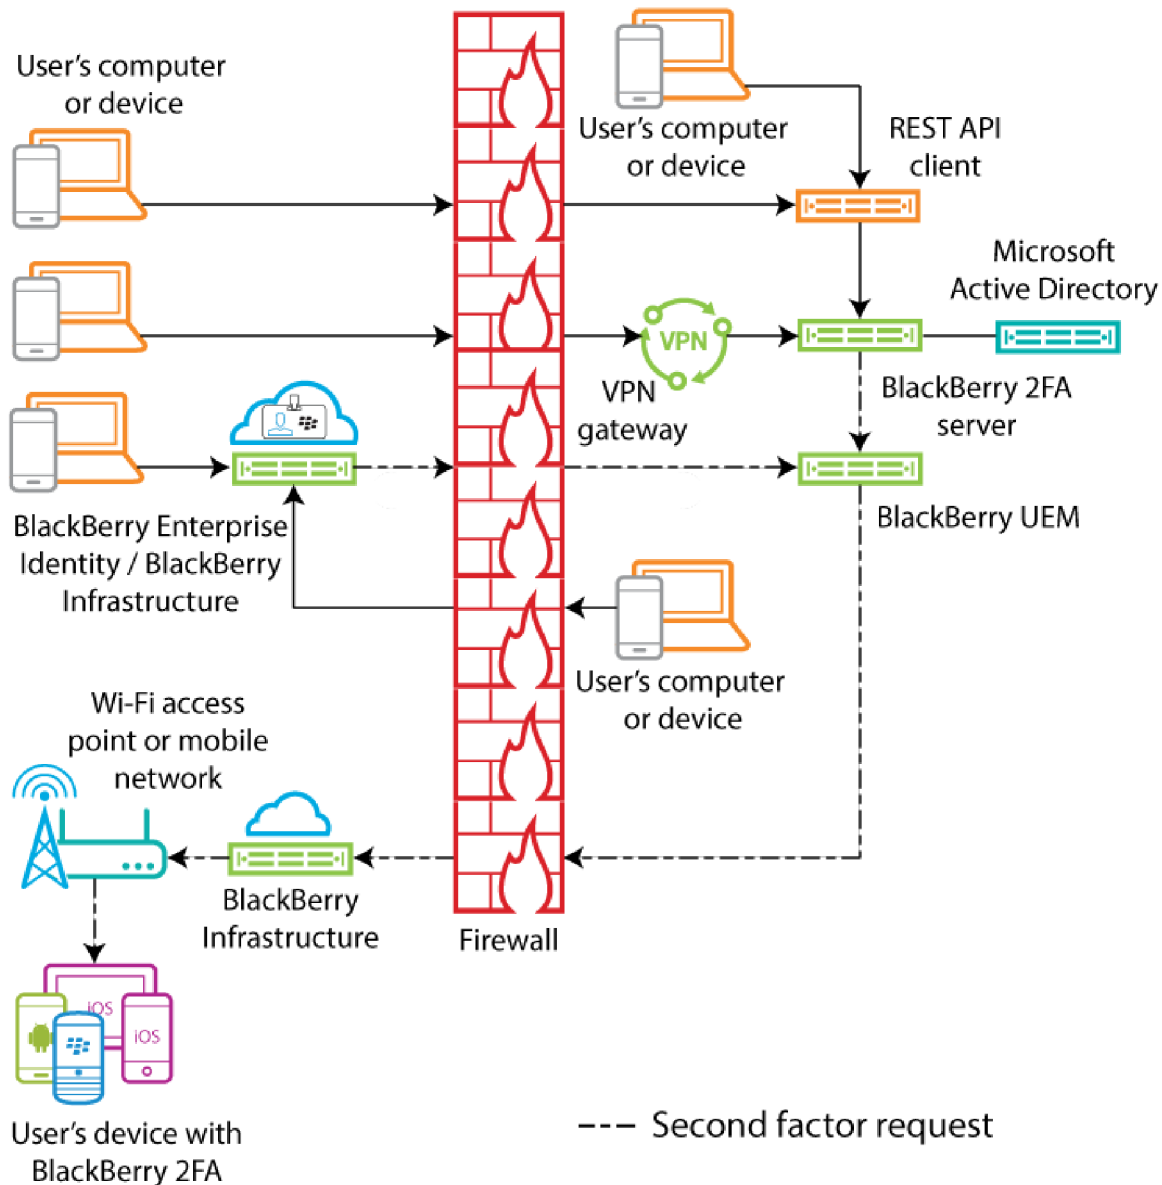 User's computer
or device
User's computer
or device
REST API
client
Microsoft
Active Directory
VPN
VPN
gateway
BlackBerry 2FA
server
BlackBerry UEM
BlackBerry Enterprise
Identity / BlackBerry
Infrastructure
User's computer
or device
Wi-Fi access
point or mobile
network
BlackBerry
Infrastructure
Firewall
iOS
iOS
User's device with
BlackBerry 2FA
Second factor request